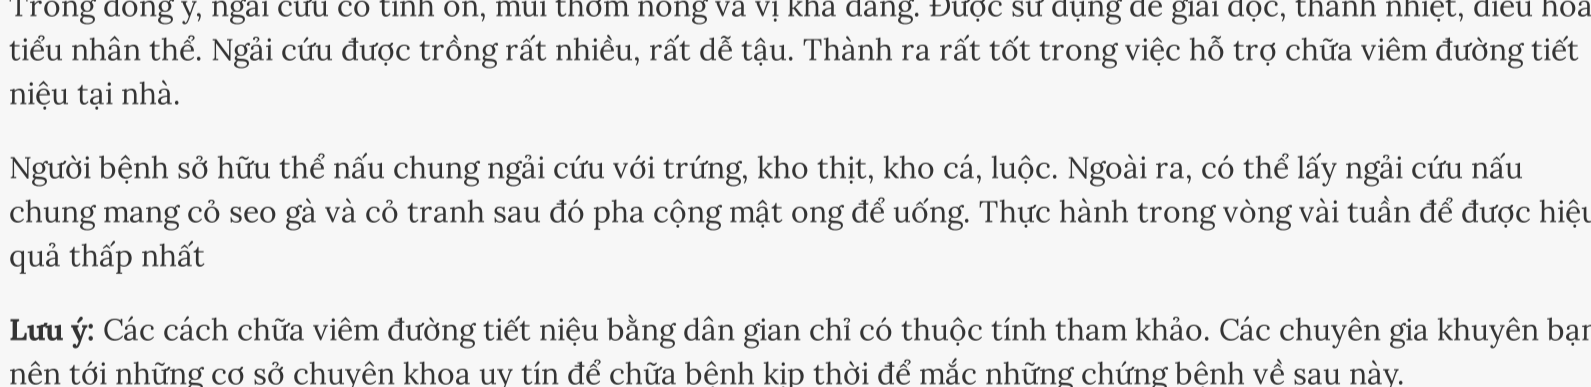 Trong đông y, ngải cứu có tính ôn, mùi thơm nồng và vị khá đắng. Được sử dụng để giải độc, thanh nhiệt, điều hoà
tiểu nhân thể. Ngải cứu được trồng rất nhiều, rất dễ tậu. Thành ra rất tốt trong việc hỗ trợ chữa viêm đường tiết
niệu tại nhà.
Người bệnh sở hữu thể nấu chung ngải cứu với trứng, kho thịt, kho cá, luộc. Ngoài ra, có thể lấy ngải cứu nấu
chung mang cỏ seo gà và cỏ tranh sau đó pha cộng mật ong để uống. Thực hành trong vòng vài tuần để được hiệu
quả thấp nhất
Lưu ý: Các cách chữa viêm đường tiết niệu bằng dân gian chỉ có thuộc tính tham khảo. Các chuyên gia khuyên bạn
nên tới những cơ sở chuyên khoa uy tín để chữa bệnh kịp thời để mắc những chứng bệnh về sau này.